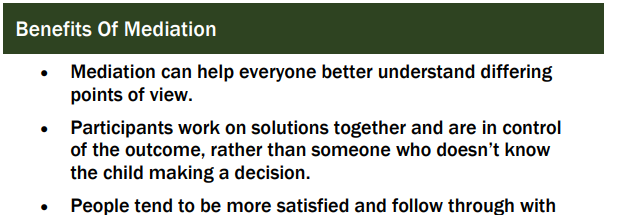 Benefits Of Mediation
• Mediation can help everyone better understand differing
points of view.
• Participants work on solutions together and are in control
of the outcome, rather than someone who doesn't know
the child making a decision.
• People tend to be more satisfied and follow through with